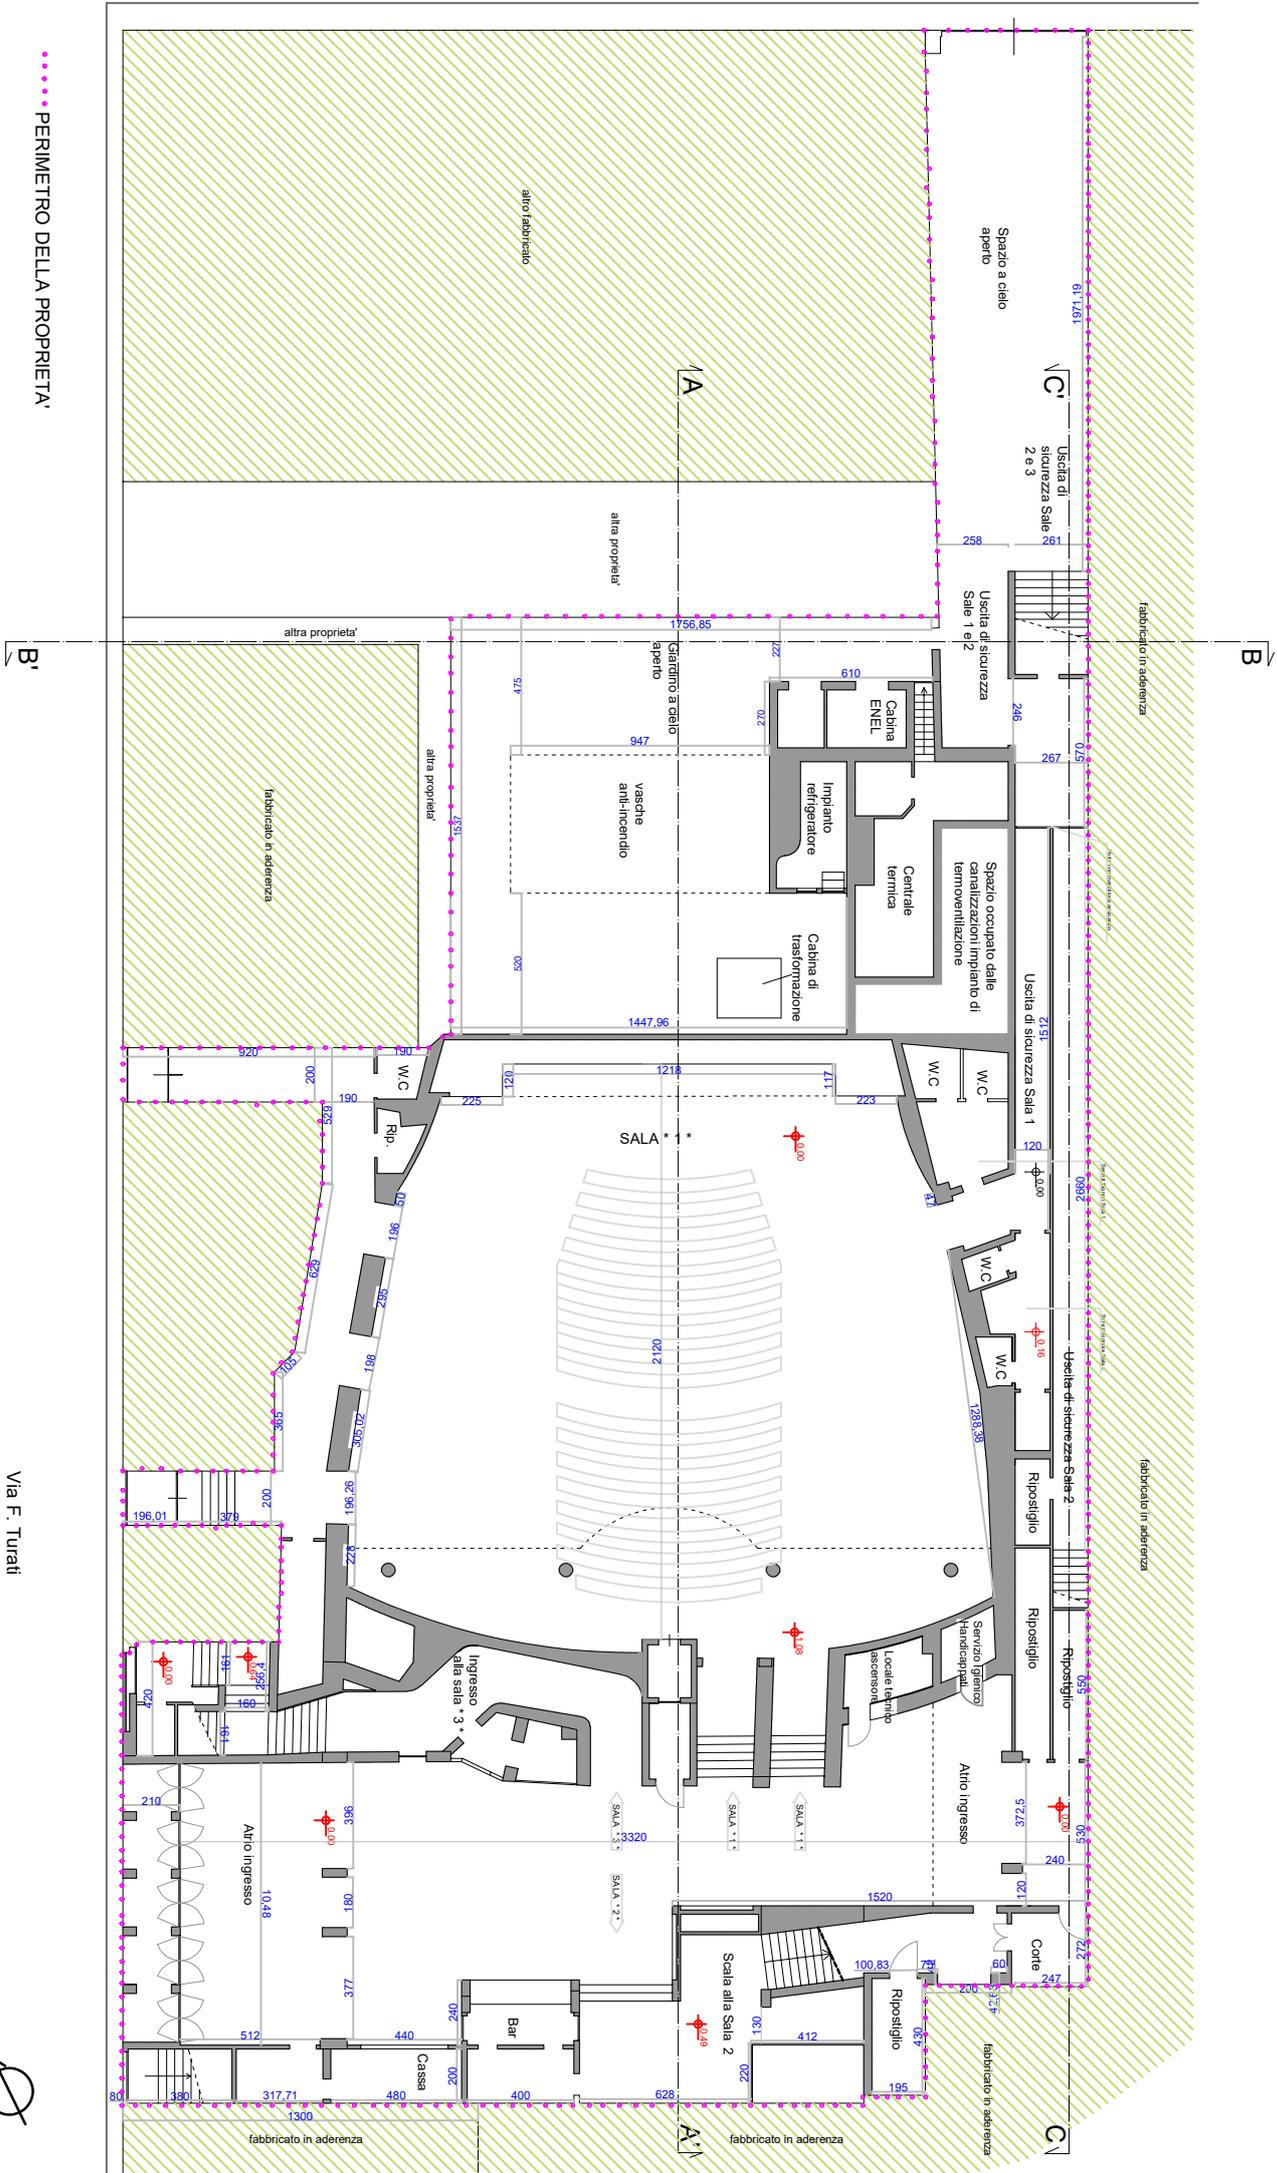 PERIMETRO DELLA PROPRIETA'
Via F. Turati
altro fabbricato
Spazio a cielo
aperto
1971,19
A
C'
Uscita di
sicurezza Sale
2 e 3
altra proprieta'
258
261
Uscita di sicurezza
Sale 1 e 2
fabbricato in aderenza
altra proprieta'
B'
B
1756,85
Giardino a cielo
aperto
227
475
610
270
Cabina
ENEL
246
947
267
570
altra proprieta'
fabbricato in aderenza
1537
vasche
anti-incendio
Impianto
refrigeratore
Centrale
termica
Spazio occupato dalle
canalizzazioni impianto di
termoventilazione
520
Cabina di
trasformazione
Uscita di sicurezza Sala 1
1512
1447,96
920
200
190
W.C
190
529
Rip.
225
120
1218
117
223
W.C
W.C
SALA * 1 *
0.00
120
0.00
2690
50
47
196
629
295
W.C
0.16
198
105
2120
W.C
Uscita di sicurezza Sala 2
365
305,02
1288,38
fabbricato in aderenza
196,01
379
200
196,26
Ripostiglio
228
Ripostiglio
Ripostiglio
550
0.00
161
256,4
420
160
191
Ingresso
alla sala * 3 *
1.08
Locale tecnico
ascensore
Servizio Igienico
Handicappati
210
Atrio ingresso
0.00
396
SALA * 3 *
SALA * 1 *
SALA * 1 *
Atrio ingresso
372,5
0.00
530
3320
240
10,48
180
SALA * 2 *
1520
120
377
Scala alla Sala 2
100,83
60
Corte
272
247
200
512
440
240
Bar
0.49
130
412
Ripostiglio
430
Cassa
200
220
195
80
380
317,71
480
400
628
1300
fabbricato in aderenza
fabbricato in aderenza
fabbricato in aderenza
A'
C